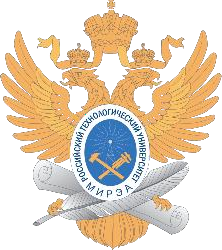 РОССИЙСКИЙ ТЕХНОЛОГИЧЕСКИЙ УНИВЕРСИТЕТ
МИРЭА